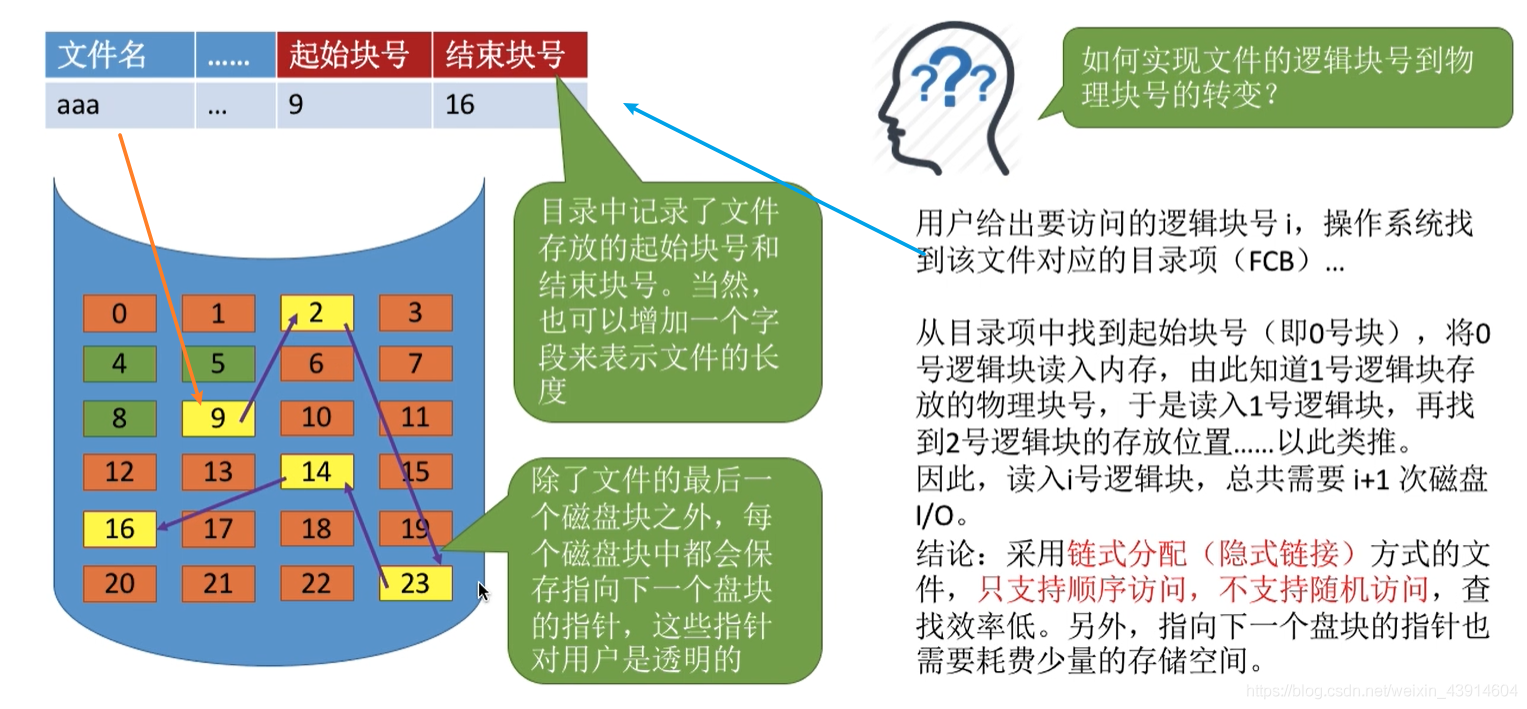 文件名 …… 起始块号 结束块号
aaa … 9 16
如何实现文件的逻辑块号到物
理块号的转变？
???
目录中记录了文件
存放的起始块号和
结束块号。当然，
也可以增加一个字
段来表示文件的长
度
0 1 2 3
4 5 6 7
8 9 10 11
12 13 14 15
16 17 18 19
20 21 22 23
除了文件的最后一
个磁盘块之外，每
个磁盘块中都会保
存指向下一个盘块
的指针，这些指针
对用户是透明的
用户给出要访问的逻辑块号 i，操作系统找
到该文件对应的目录项（FCB）…
从目录项中找到起始块号（即0号块），将0
号逻辑块读入内存，由此知道1号逻辑块存
放的物理块号，于是读入1号逻辑块，再找
到2号逻辑块的存放位置……以此类推。
因此，读入i号逻辑块，总共需要 i+1 次磁盘
I/O。
结论：采用链式分配（隐式链接）方式的文
件，只支持顺序访问，不支持随机访问，查
找效率低。另外，指向下一个盘块的指针也
需要耗费少量的存储空间。
https://blog.csdn.net/weixin_43914604